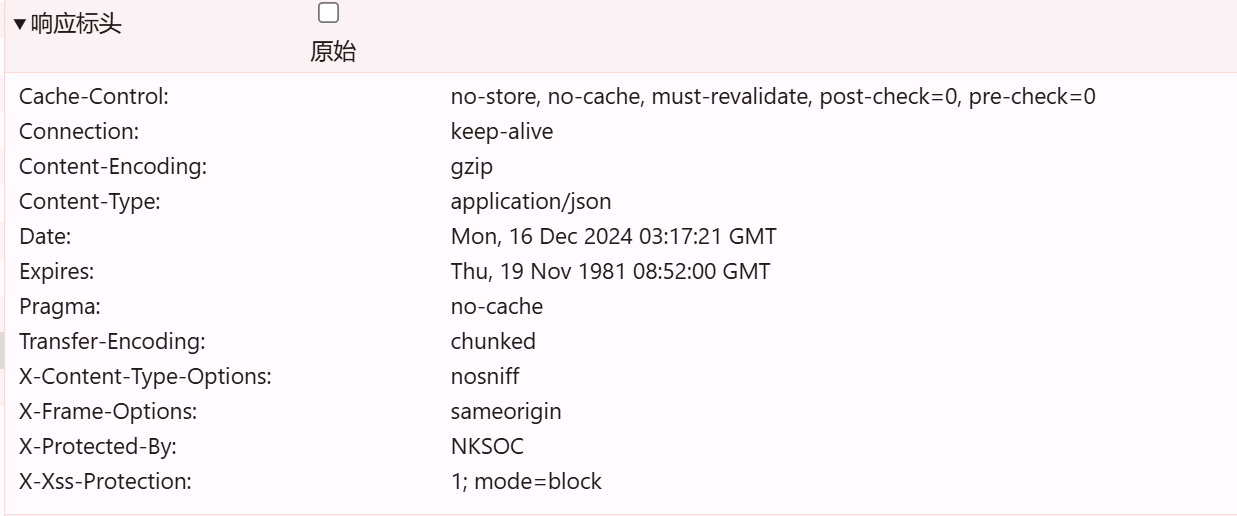 ▼响应标头
原始
Cache-Control: no-store, no-cache, must-revalidate, post-check=0, pre-check=0
Connection: keep-alive
Content-Encoding: gzip
Content-Type: application/json
Date: Mon, 16 Dec 2024 03:17:21 GMT
Expires: Thu, 19 Nov 1981 08:52:00 GMT
Pragma: no-cache
Transfer-Encoding: chunked
X-Content-Type-Options: nosniff
X-Frame-Options: sameorigin
X-Protected-By: NKSOC
X-Xss-Protection: 1; mode=block